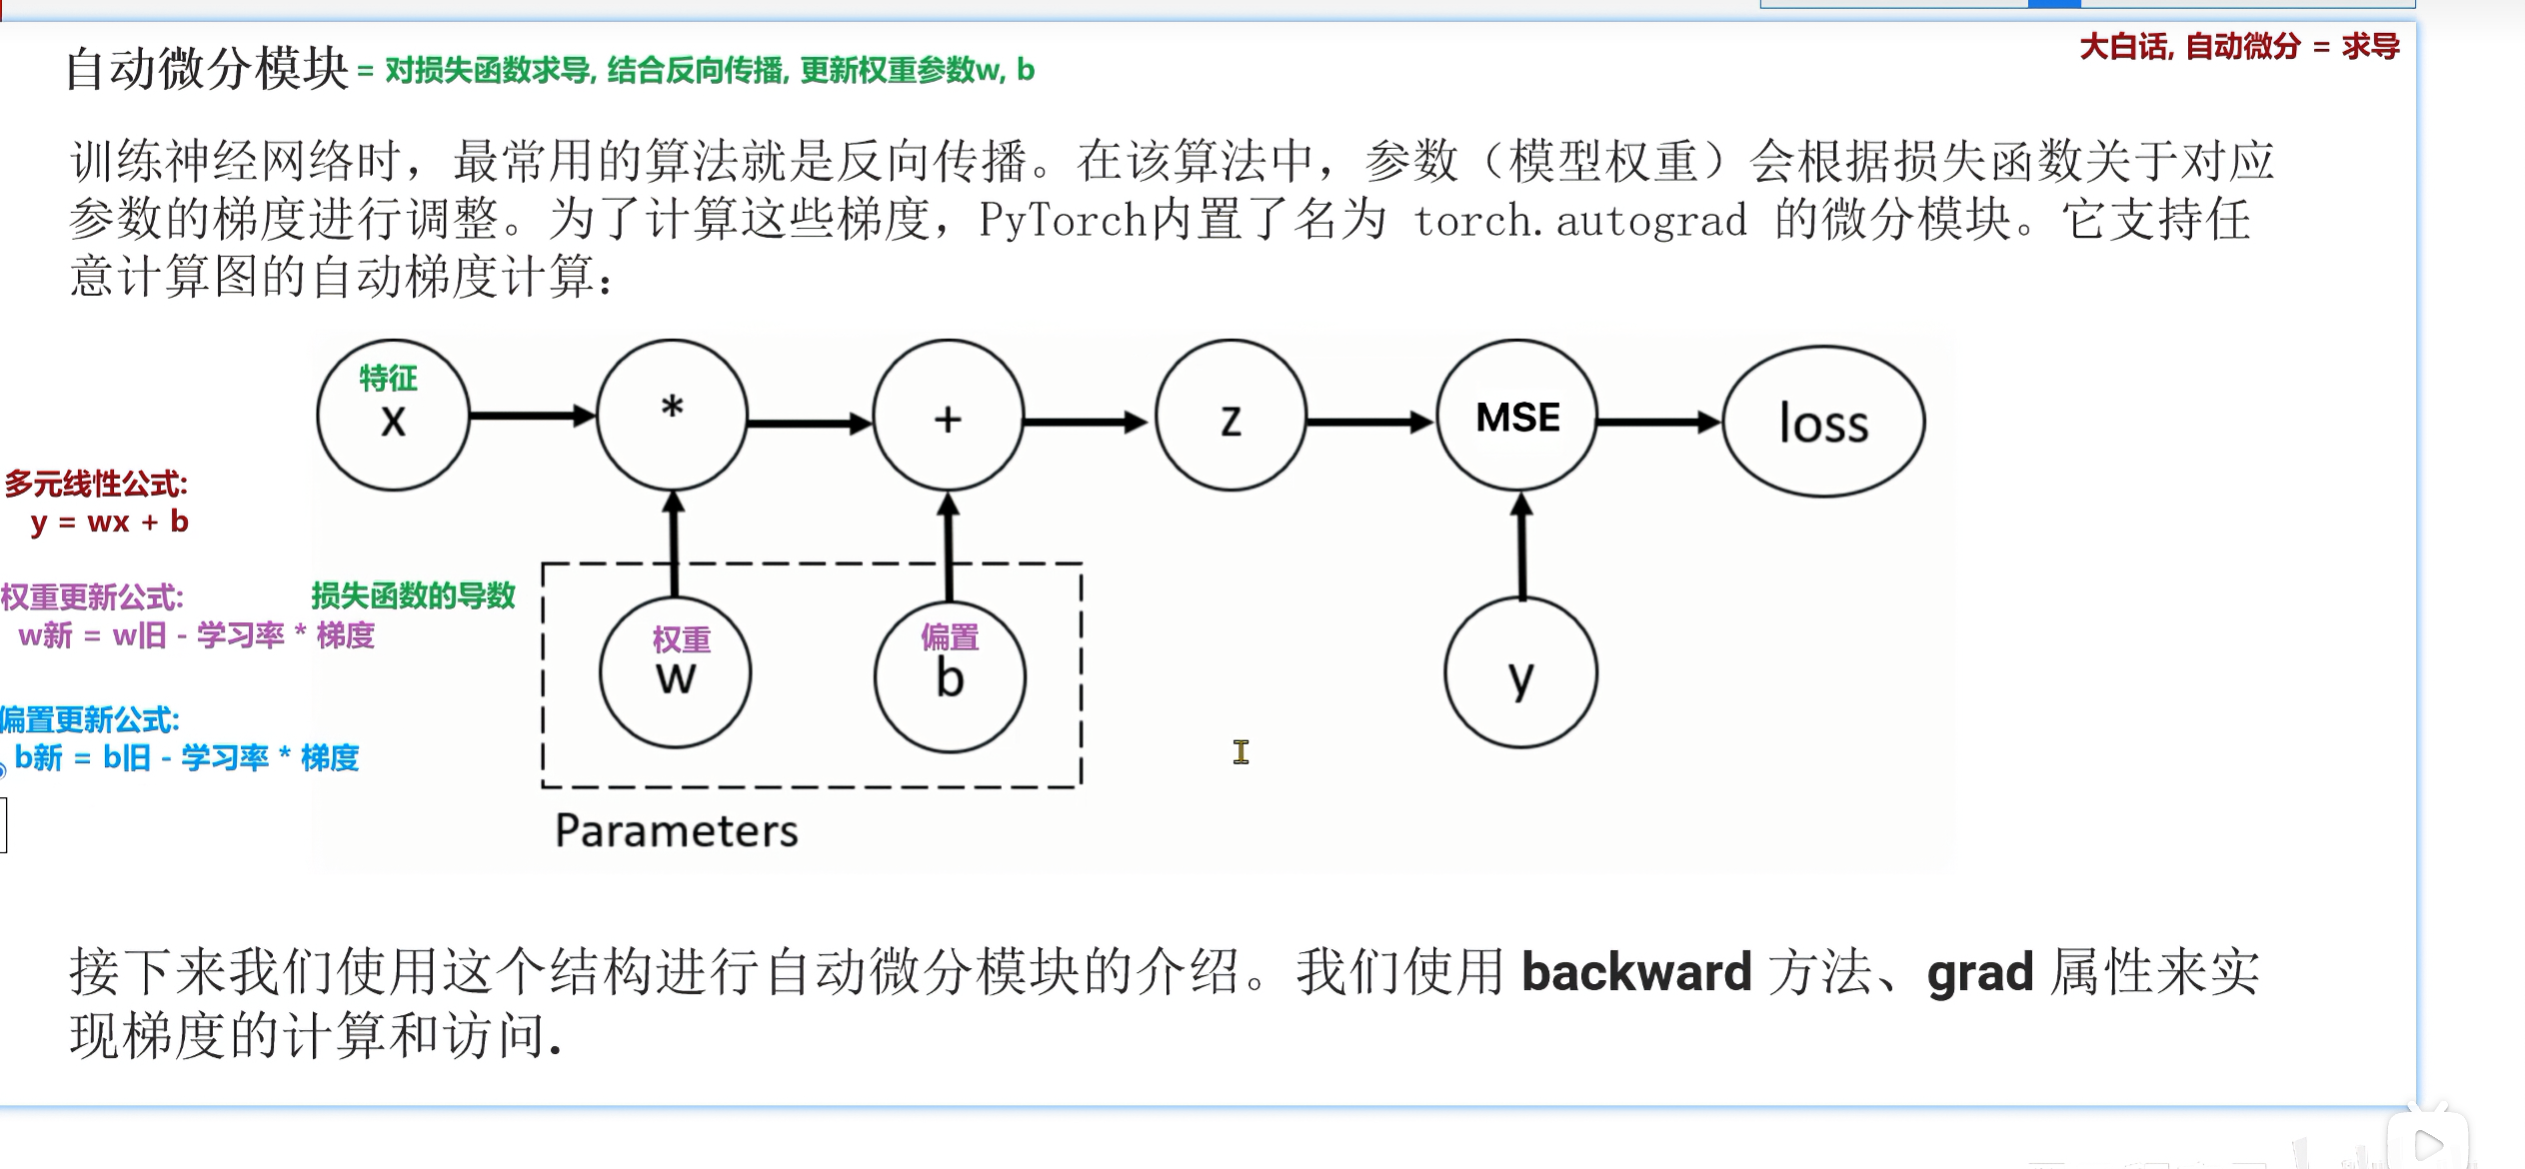 大白话, 自动微分 = 求导
自动微分模块 = 对损失函数求导, 结合反向传播, 更新权重参数w, b
训练神经网络时，最常用的算法就是反向传播。在该算法中，参数（模型权重）会根据损失函数关于对应
参数的梯度进行调整。为了计算这些梯度，PyTorch内置了名为 torch.autograd 的微分模块。它支持任
意计算图的自动梯度计算：
特征
x
*
+
z
MSE
loss
多元线性公式:
y = wx + b
权重更新公式:
损失函数的导数
w新 = w旧 - 学习率 * 梯度
权重
w
偏置
b
y
偏置更新公式:
b新 = b旧 - 学习率 * 梯度
Parameters
接下来我们使用这个结构进行自动微分模块的介绍。我们使用 backward 方法、grad 属性来实
现梯度的计算和访问.